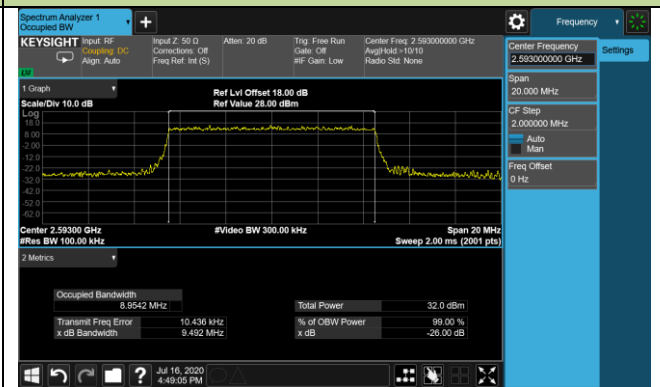 Spectrum Analyzer 1
Occupied BW
+
Frequency
KEYSIGHT
Input: RF
Coupling: DC
Align: Auto
Input Z: 50 Ω
Corrections: Off
Freq Ref: Int (S)
Atten: 20 dB
Trig: Free Run
Gate: Off
#IF Gain: Low
Center Freq: 2.593000000 GHz
Avg|Hold:>10/10
Radio Std: None
Center Frequency
2.593000000 GHz
Settings
Span
20.000 MHz
CF Step
2.000000 MHz
Auto
Man
Freq Offset
0 Hz
1 Graph
Scale/Div 10.0 dB
Ref Lvl Offset 18.00 dB
Ref Value 28.00 dBm
Log
18.0
8.00
-2.00
-12.0
-22.0
-32.0
-42.0
-52.0
-62.0
Center 2.59300 GHz
#Res BW 100.00 kHz
#Video BW 300.00 kHz
Span 20 MHz
Sweep 2.00 ms (2001 pts)
2 Metrics
Occupied Bandwidth
8.9542 MHz
Total Power 32.0 dBm
Transmit Freq Error 10.436 kHz
% of OBW Power 99.00 %
x dB Bandwidth 9.492 MHz
x dB -26.00 dB
?
Jul 16, 2020
4:49:05 PM